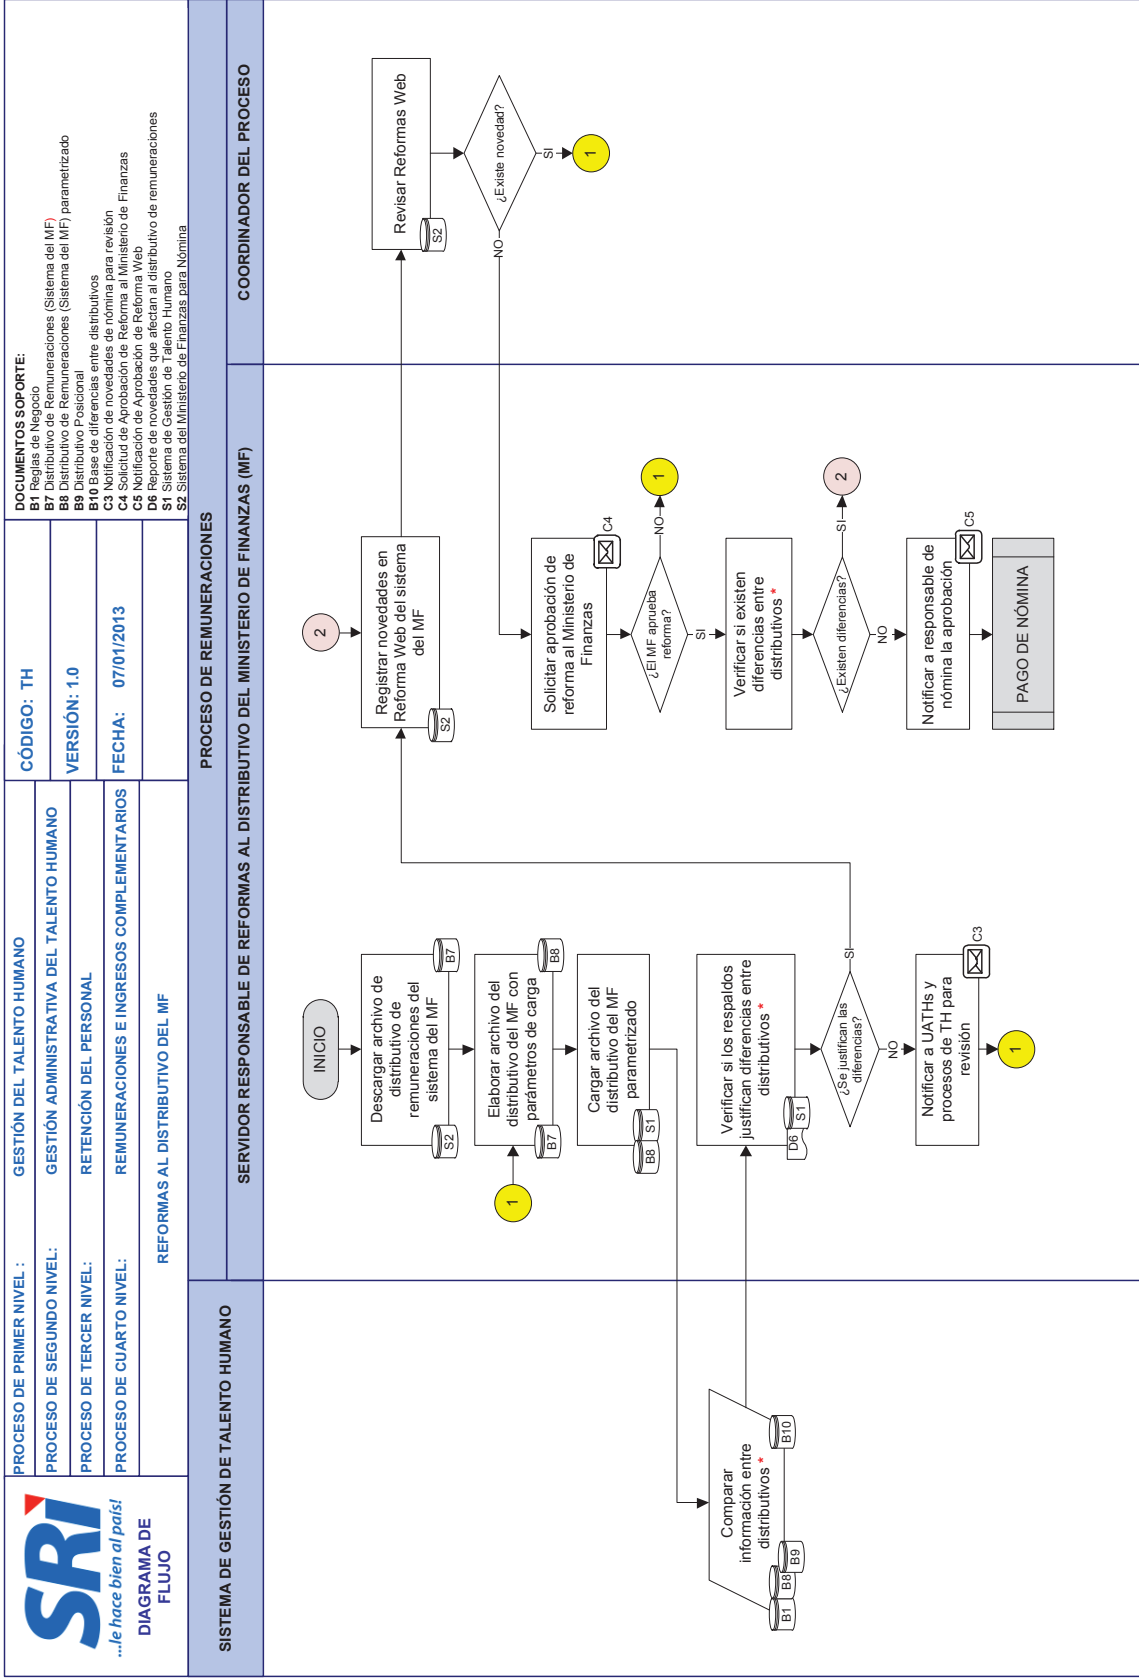 SRi
...le hace bien al país!
DIAGRAMA DE
FLUJO
PROCESO DE PRIMER NIVEL :
GESTIÓN DEL TALENTO HUMANO
PROCESO DE SEGUNDO NIVEL:
GESTIÓN ADMINISTRATIVA DEL TALENTO HUMANO
PROCESO DE TERCER NIVEL:
RETENCIÓN DEL PERSONAL
PROCESO DE CUARTO NIVEL:
REMUNERACIONES E INGRESOS COMPLEMENTARIOS
REFORMAS AL DISTRIBUTIVO DEL MF
CÓDIGO: TH
VERSIÓN: 1.0
FECHA: 07/01/2013
DOCUMENTOS SOPORTE:
B1 Reglas de Negocio
B7 Distributivo de Remuneraciones (Sistema del MF)
B8 Distributivo de Remuneraciones (Sistema del MF) parametrizado
B9 Distributivo Posicional
B10 Base de diferencias entre distributivos
C3 Notificación de novedades de nómina para revisión
C4 Solicitud de Aprobación de Reforma al Ministerio de Finanzas
C5 Notificación de Aprobación de Reforma Web
D6 Reporte de novedades que afectan al distributivo de remuneraciones
S1 Sistema de Gestión de Talento Humano
S2 Sistema del Ministerio de Finanzas para Nómina
PROCESO DE REMUNERACIONES
SISTEMA DE GESTIÓN DE TALENTO HUMANO
SERVIDOR RESPONSABLE DE REFORMAS AL DISTRIBUTIVO DEL MINISTERIO DE FINANZAS (MF)
COORDINADOR DEL PROCESO
INICIO
Descargar archivo de
distributivo de
remuneraciones del
sistema del MF
S2
B7
Elaborar archivo del
distributivo del MF con
parámetros de carga
B7
B8
1
Cargar archivo del
distributivo del MF
parametrizado
B8
S1
Comparar
información entre
distributivos *
B1
B8
B9
B10
Verificar si los respaldos
justifican diferencias entre
distributivos *
D6
S1
¿Se justifican las
diferencias?
SI
NO
Notificar a UATHs y
procesos de TH para
revisión
C3
1
2
Registrar novedades en
Reforma Web del sistema
del MF
S2
Revisar Reformas Web
S2
¿Existe novedad?
SI
1
NO
Solicitar aprobación de
reforma al Ministerio de
Finanzas
C4
¿El MF aprueba
reforma?
NO
1
SI
Verificar si existen
diferencias entre
distributivos *
¿Existen diferencias?
SI
2
NO
Notificar a responsable de
nómina la aprobación
C5
PAGO DE NÓMINA